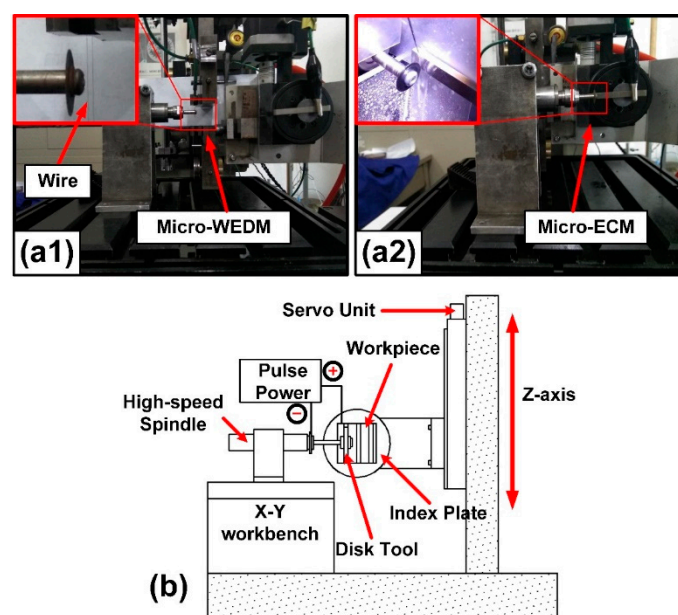 Wire
Micro-WEDM
(a1)
Micro-ECM
(a2)
Servo Unit
Workpiece
Pulse
Power
+
−
High-speed
Spindle
Z-axis
X-Y
workbench
Index Plate
Disk Tool
(b)